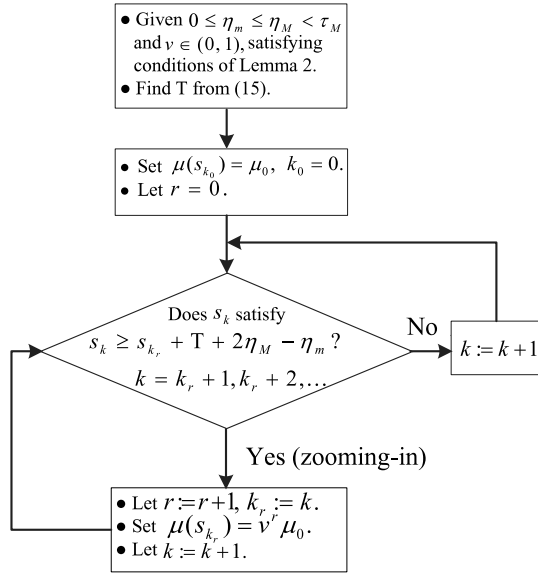 • Given 0 ≤ η_m ≤ η_M < τ_M
and ν ∈ (0, 1), satisfying
conditions of Lemma 2.
• Find T from (15).
• Set μ(s_{k_0}) = μ_0, k_0 = 0.
• Let r = 0.
Does s_k satisfy
s_k ≥ s_{k_r} + T + 2η_M − η_m ?
k = k_r + 1, k_r + 2, ...
No
k := k + 1
Yes (zooming-in)
• Let r := r + 1, k_r := k.
• Set μ(s_{k_r}) = ν^r μ_0.
• Let k := k + 1.